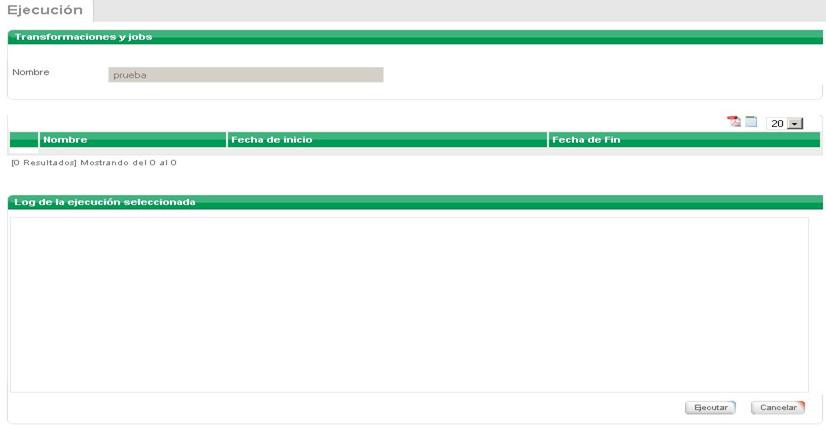 Ejecución
Transformaciones y jobs
Nombre
prueba
20
Nombre Fecha de inicio Fecha de Fin
[0 Resultados] Mostrando del 0 al 0
Log de la ejecución seleccionada
Ejecutar Cancelar